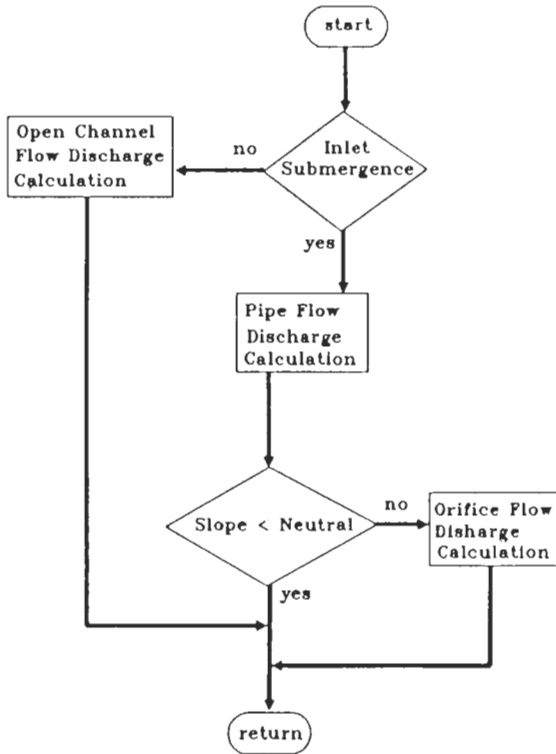 start
Inlet
Submergence
no
Open Channel
Flow Discharge
Calculation
yes
Pipe Flow
Discharge
Calculation
Slope < Neutral
no
Orifice Flow
Disharge
Calculation
yes
return